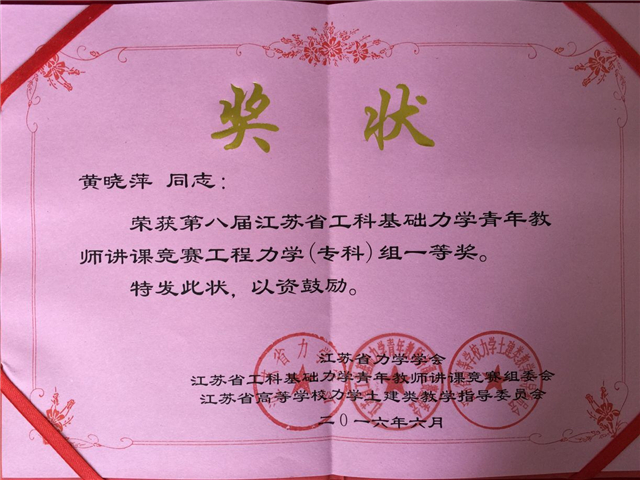 奖 状
黄晓萍 同志：
荣获第八届江苏省工科基础力学青年教
师讲课竞赛工程力学(专科)组一等奖。
特发此状，以资鼓励。
江苏省力学学会
江苏省工科基础力学青年教师讲课竞赛组委会
江苏省高等学校力学土建类教学指导委员会
二〇一六年六月